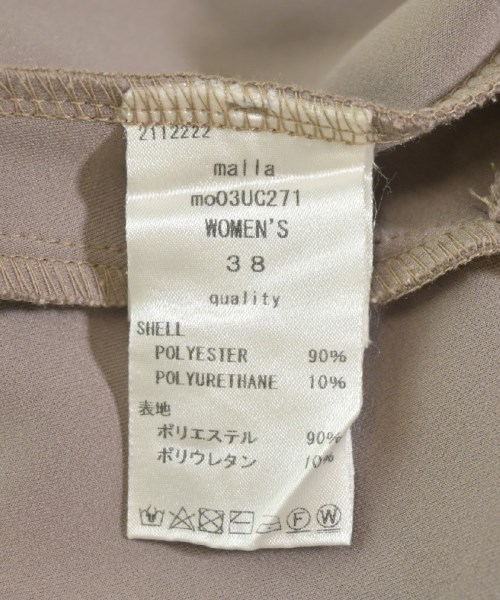 2112222
malla
mo03UC271
WOMEN'S
38
quality
SHELL
POLYESTER 90%
POLYURETHANE 10%
表地
ポリエステル 90%
ポリウレタン 10%
F W